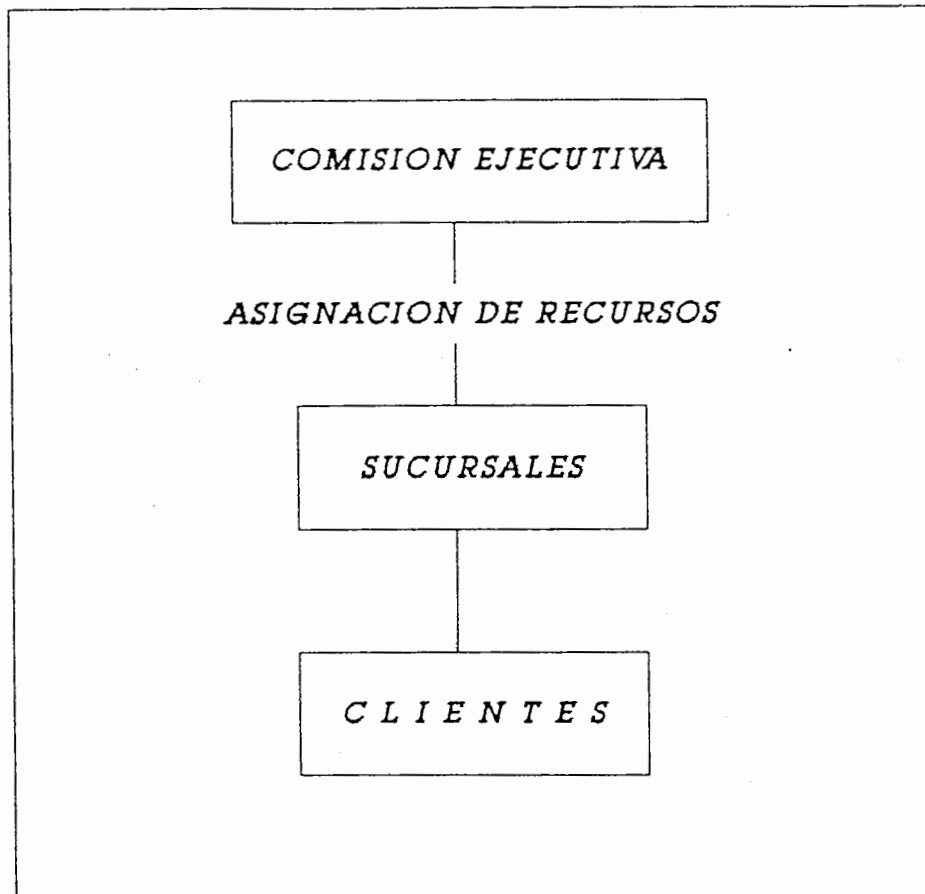 COMISION EJECUTIVA
ASIGNACION DE RECURSOS
SUCURSALES
C L I E N T E S